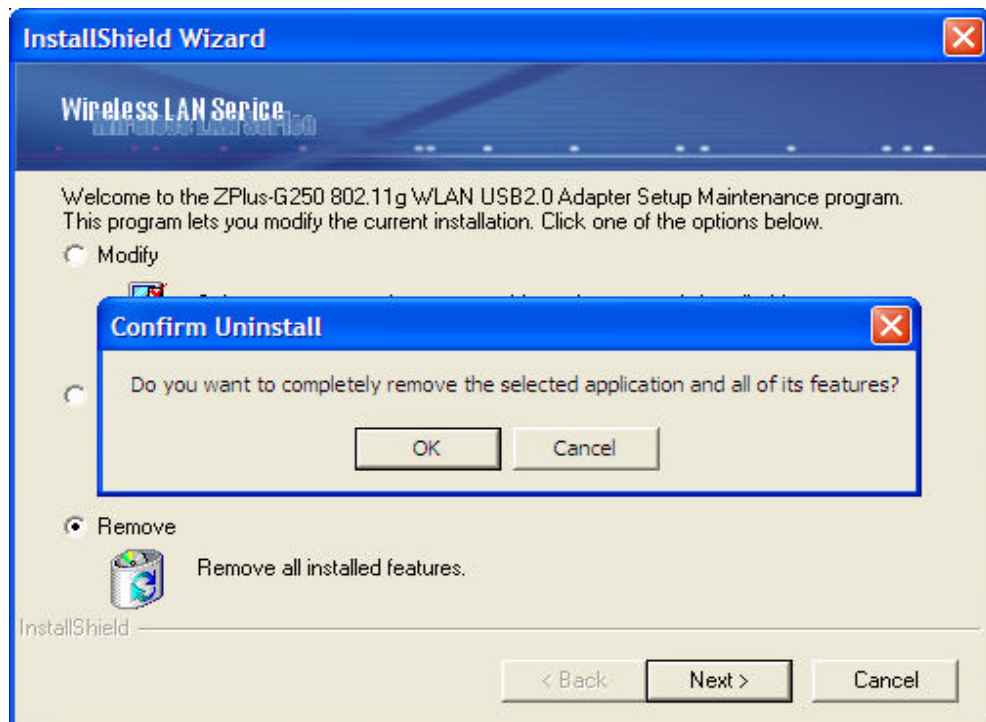 InstallShield Wizard
Wireless LAN Serice
Welcome to the ZPlus-G250 802.11g WLAN USB2.0 Adapter Setup Maintenance program.
This program lets you modify the current installation. Click one of the options below.
Modify
Confirm Uninstall
Do you want to completely remove the selected application and all of its features?
OK
Cancel
Remove
Remove all installed features.
InstallShield
< Back
Next >
Cancel